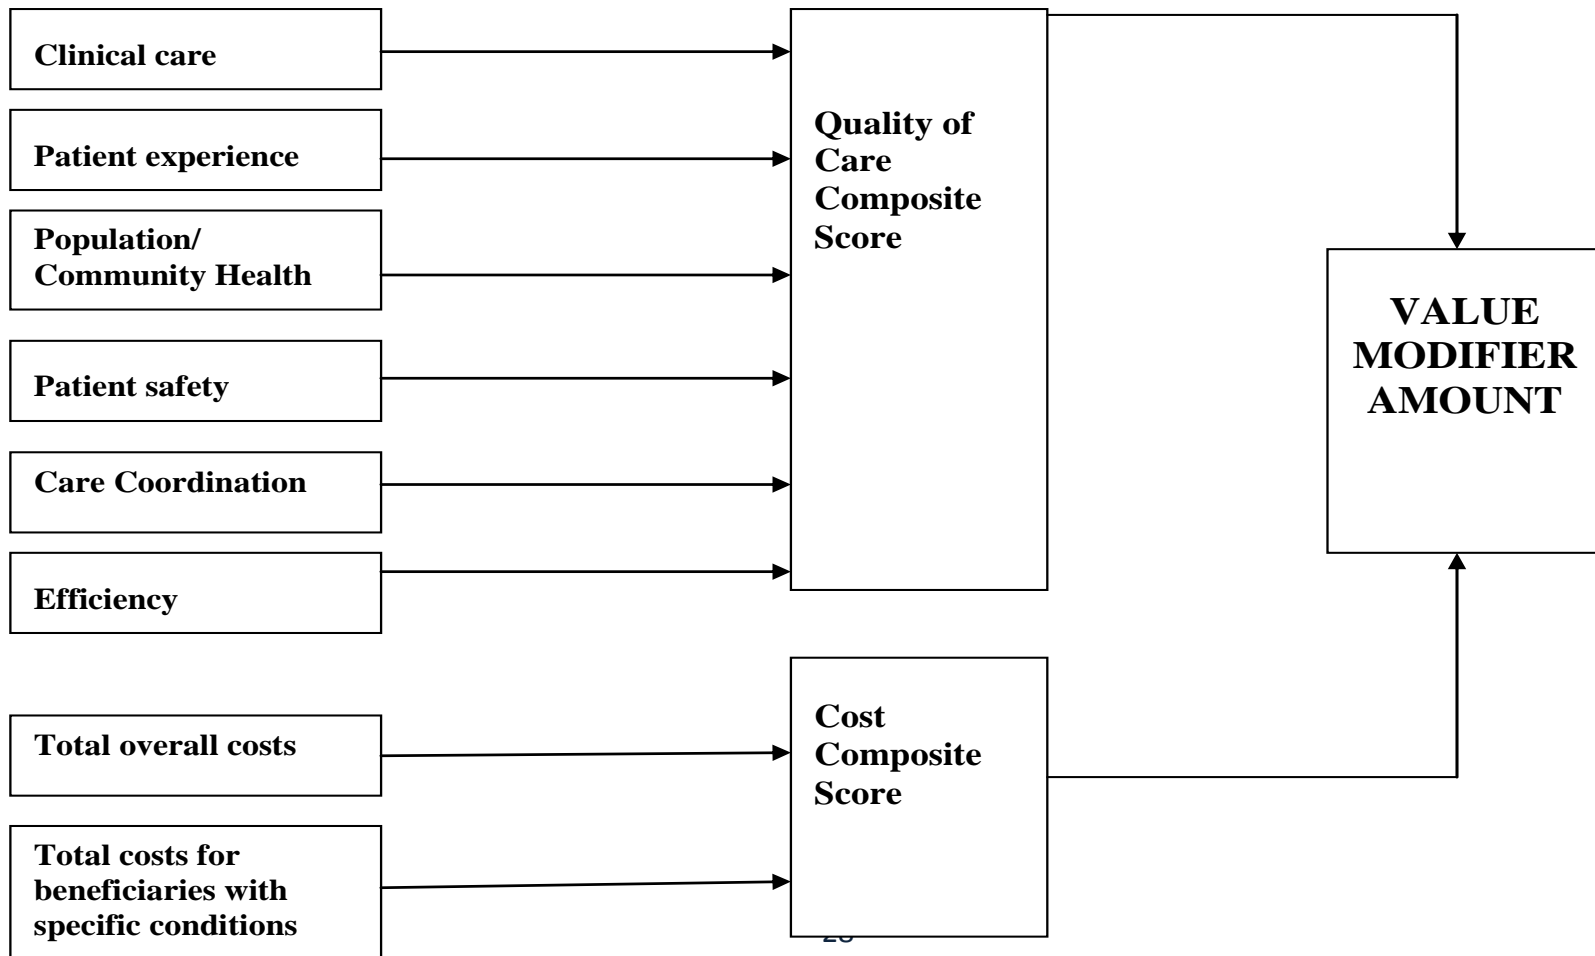 Clinical care
Patient experience
Population/
Community Health
Patient safety
Care Coordination
Efficiency
Total overall costs
Total costs for
beneficiaries with
specific conditions
Quality of
Care
Composite
Score
Cost
Composite
Score
VALUE
MODIFIER
AMOUNT